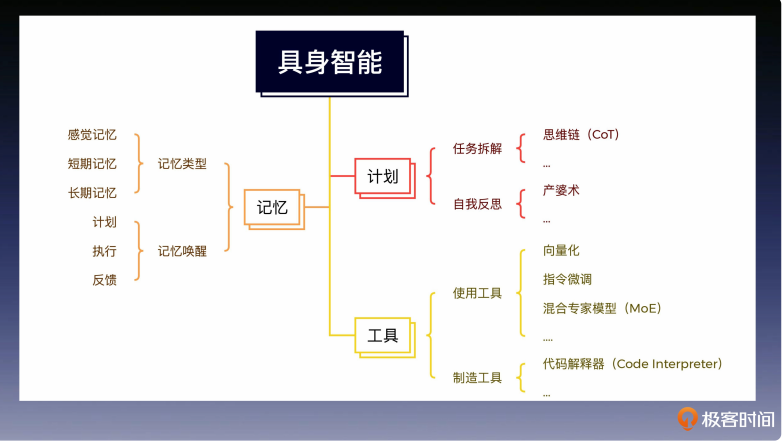 具身智能
感觉记忆
短期记忆
长期记忆
记忆类型
计划
执行
反馈
记忆唤醒
记忆
计划
任务拆解
思维链（CoT）
...
自我反思
产婆术
...
工具
使用工具
向量化
指令微调
混合专家模型（MoE）
....
制造工具
代码解释器（Code Interpreter）
...
极客时间